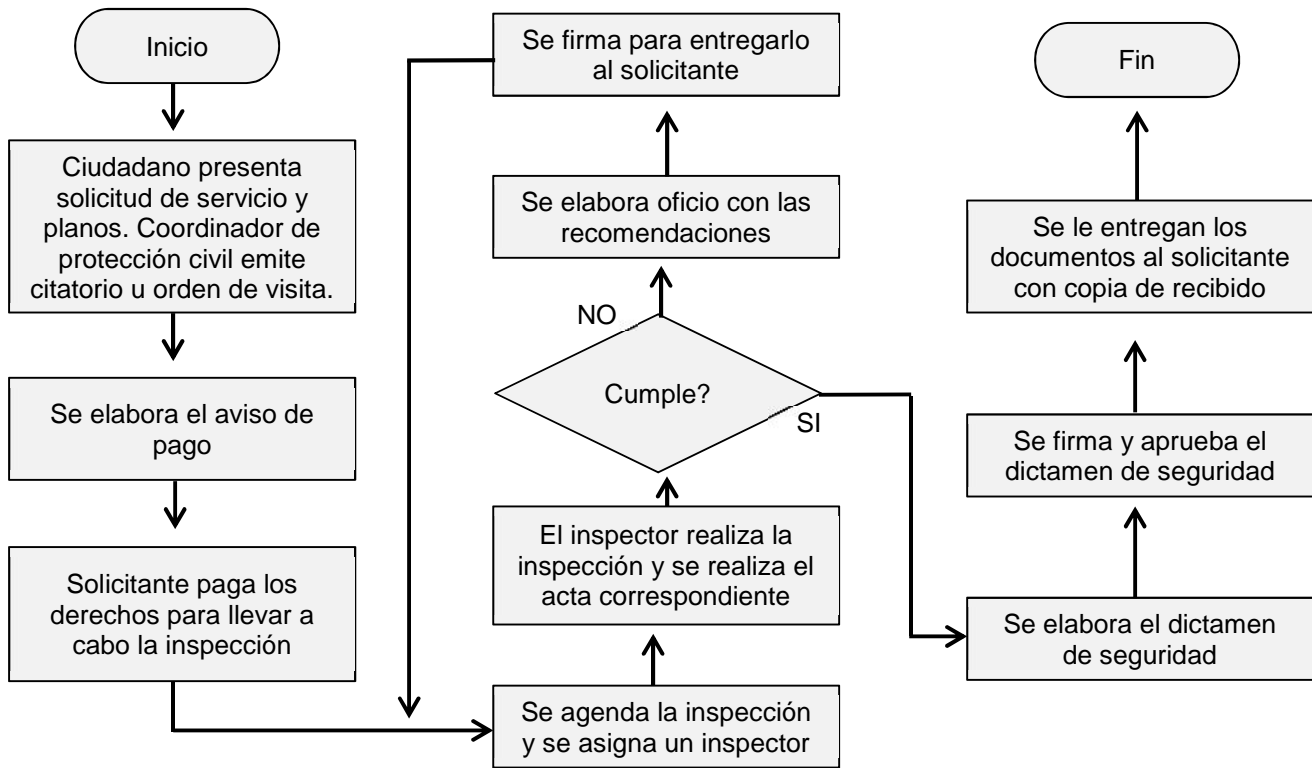 Inicio
Ciudadano presenta
solicitud de servicio y
planos. Coordinador de
protección civil emite
citatorio u orden de visita.
Se elabora el aviso de
pago
Solicitante paga los
derechos para llevar a
cabo la inspección
Se agenda la inspección
y se asigna un inspector
El inspector realiza la
inspección y se realiza el
acta correspondiente
Cumple?
NO
Se elabora oficio con las
recomendaciones
Se firma para entregarlo
al solicitante
SI
Se elabora el dictamen
de seguridad
Se firma y aprueba el
dictamen de seguridad
Se le entregan los
documentos al solicitante
con copia de recibido
Fin